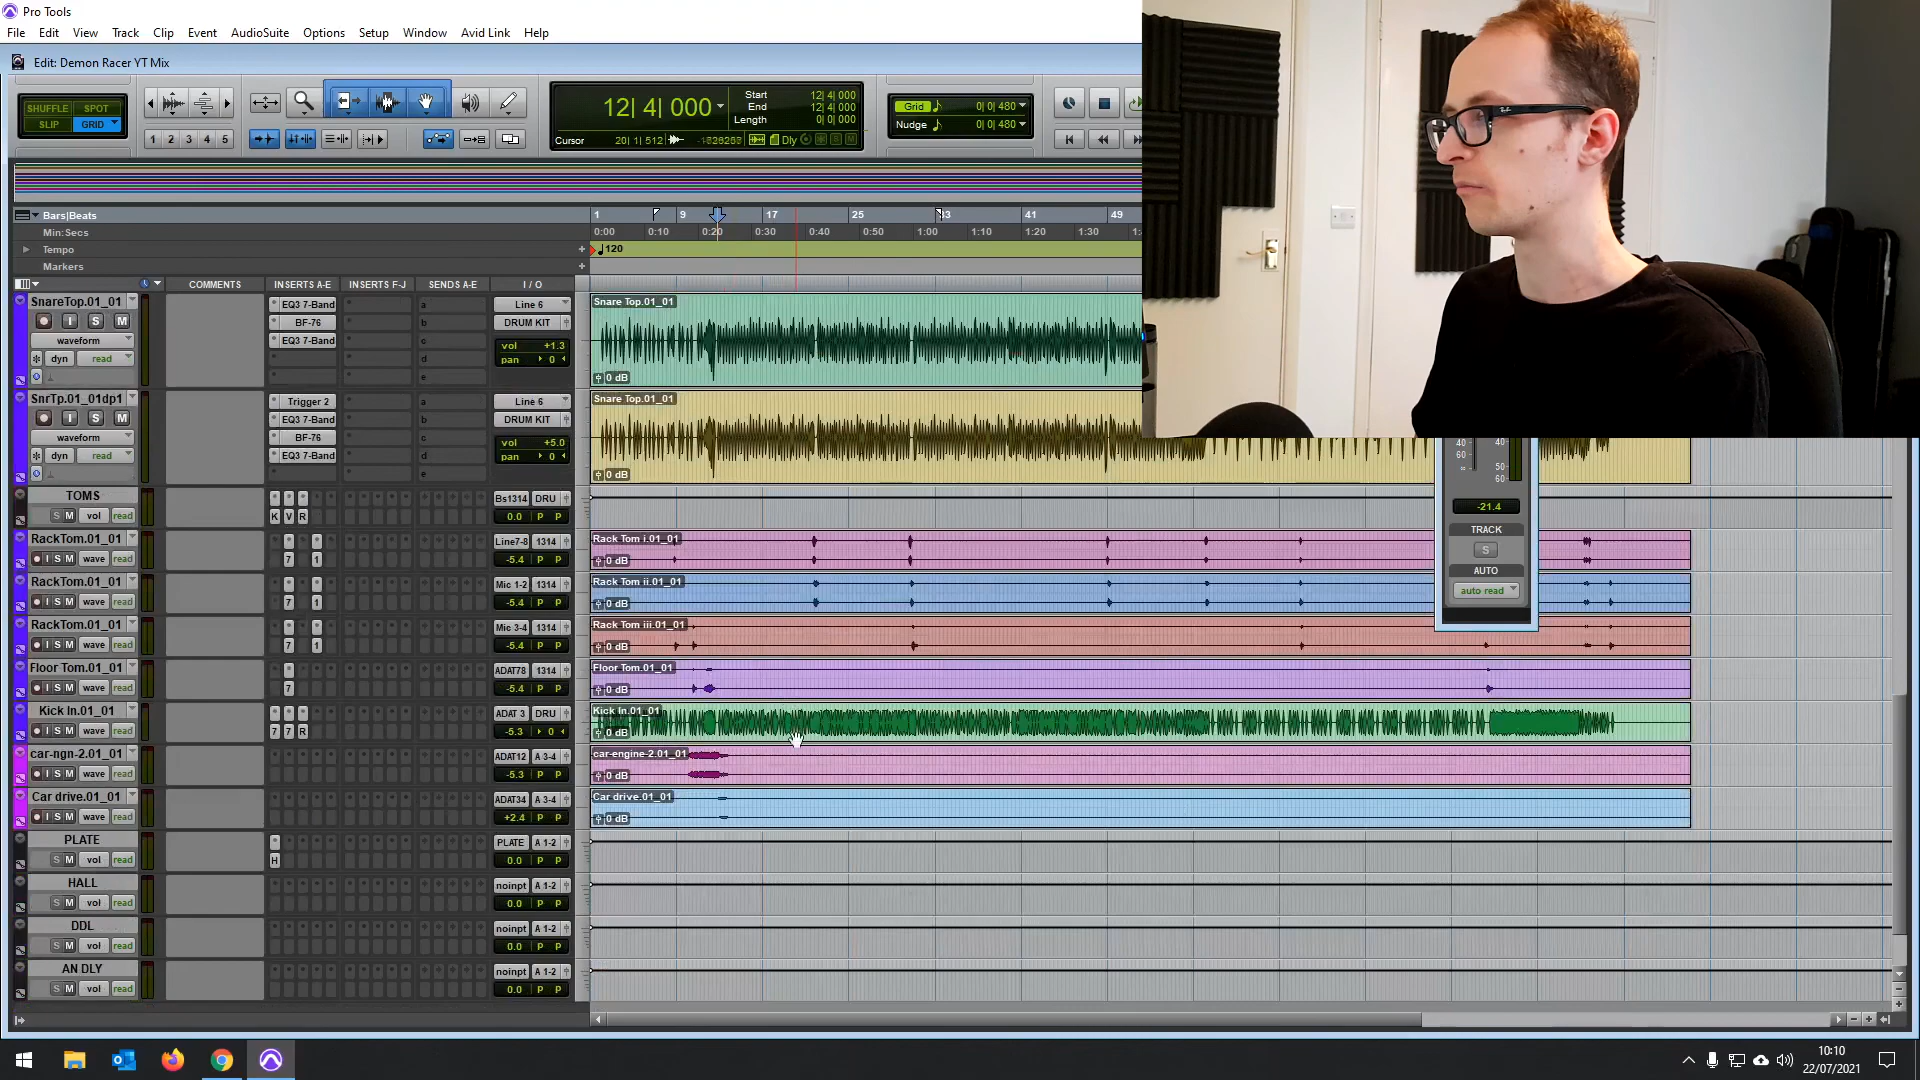 Pro Tools
File Edit View Track Clip Event AudioSuite Options Setup Window Avid Link Help
Edit: Demon Racer YT Mix
SHUFFLE SPOT
SLIP GRID
1 2 3 4 5
12| 4| 000
Start 12| 4| 000
End 12| 4| 000
Length 0| 0| 000
Cursor 20| 1| 512
Dly
Grid 0| 0| 480
Nudge 0| 0| 480
Bars|Beats 1 9 17 25 33 41 49
Min:Secs 0:00 0:10 0:20 0:30 0:40 0:50 1:00 1:10 1:20 1:30
Tempo 120
Markers
COMMENTS INSERTS A-E INSERTS F-J SENDS A-E I / O
SnareTop.01_01 EQ3 7-Band a Line 6 Snare Top.01_01
I S M BF-76 b DRUM KIT
waveform EQ3 7-Band c vol +1.3
dyn read d pan 0
e 0 dB
SnrTp.01_01dp1 Trigger 2 a Line 6 Snare Top.01_01
I S M EQ3 7-Band b DRUM KIT
waveform BF-76 c vol +5.0
dyn read EQ3 7-Band d pan 0
e 0 dB
TOMS Bs1314 DRU
S M vol read K V R 0.0 P P
RackTom.01_01 Line7-8 1314 Rack Tom i.01_01
I S M wave read 7 1 -5.4 P P 0 dB
RackTom.01_01 Mic 1-2 1314 Rack Tom ii.01_01
I S M wave read 7 1 -5.4 P P 0 dB
RackTom.01_01 Mic 3-4 1314 Rack Tom iii.01_01
I S M wave read 7 1 -5.4 P P 0 dB
Floor Tom.01_01 ADAT78 1314 Floor Tom.01_01
I S M wave read 7 -5.4 P P 0 dB
Kick In.01_01 ADAT 3 DRU Kick In.01_01
I S M wave read 7 7 R -5.3 0 0 dB
car-ngn-2.01_01 ADAT12 A 3-4 car-engine-2.01_01
I S M wave read -5.3 P P 0 dB
Car drive.01_01 ADAT34 A 3-4 Car drive.01_01
I S M wave read +2.4 P P 0 dB
PLATE PLATE A 1-2
S M vol read H 0.0 P P
HALL noinpt A 1-2
S M vol read 0.0 P P
DDL noinpt A 1-2
S M vol read 0.0 P P
AN DLY noinpt A 1-2
S M vol read 0.0 P P
40 40
60 50
60
-21.4
TRACK
S
AUTO
auto read
10:10
22/07/2021